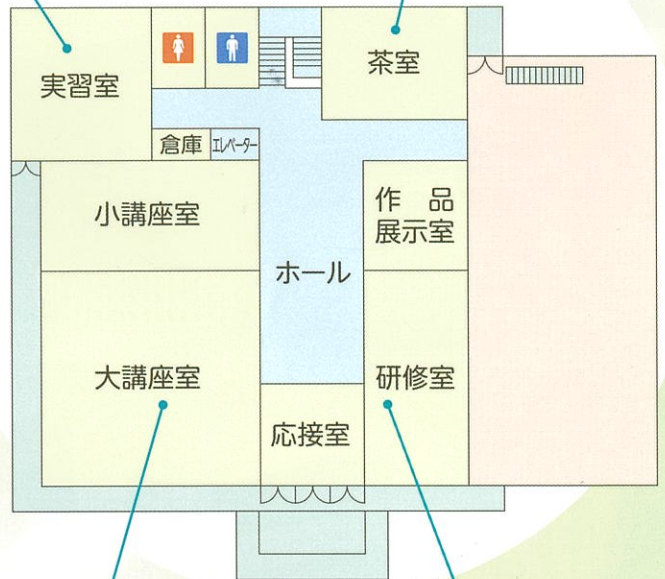 実習室
茶室
倉庫
エレベーター
小講座室
作品
展示室
ホール
大講座室
研修室
応接室